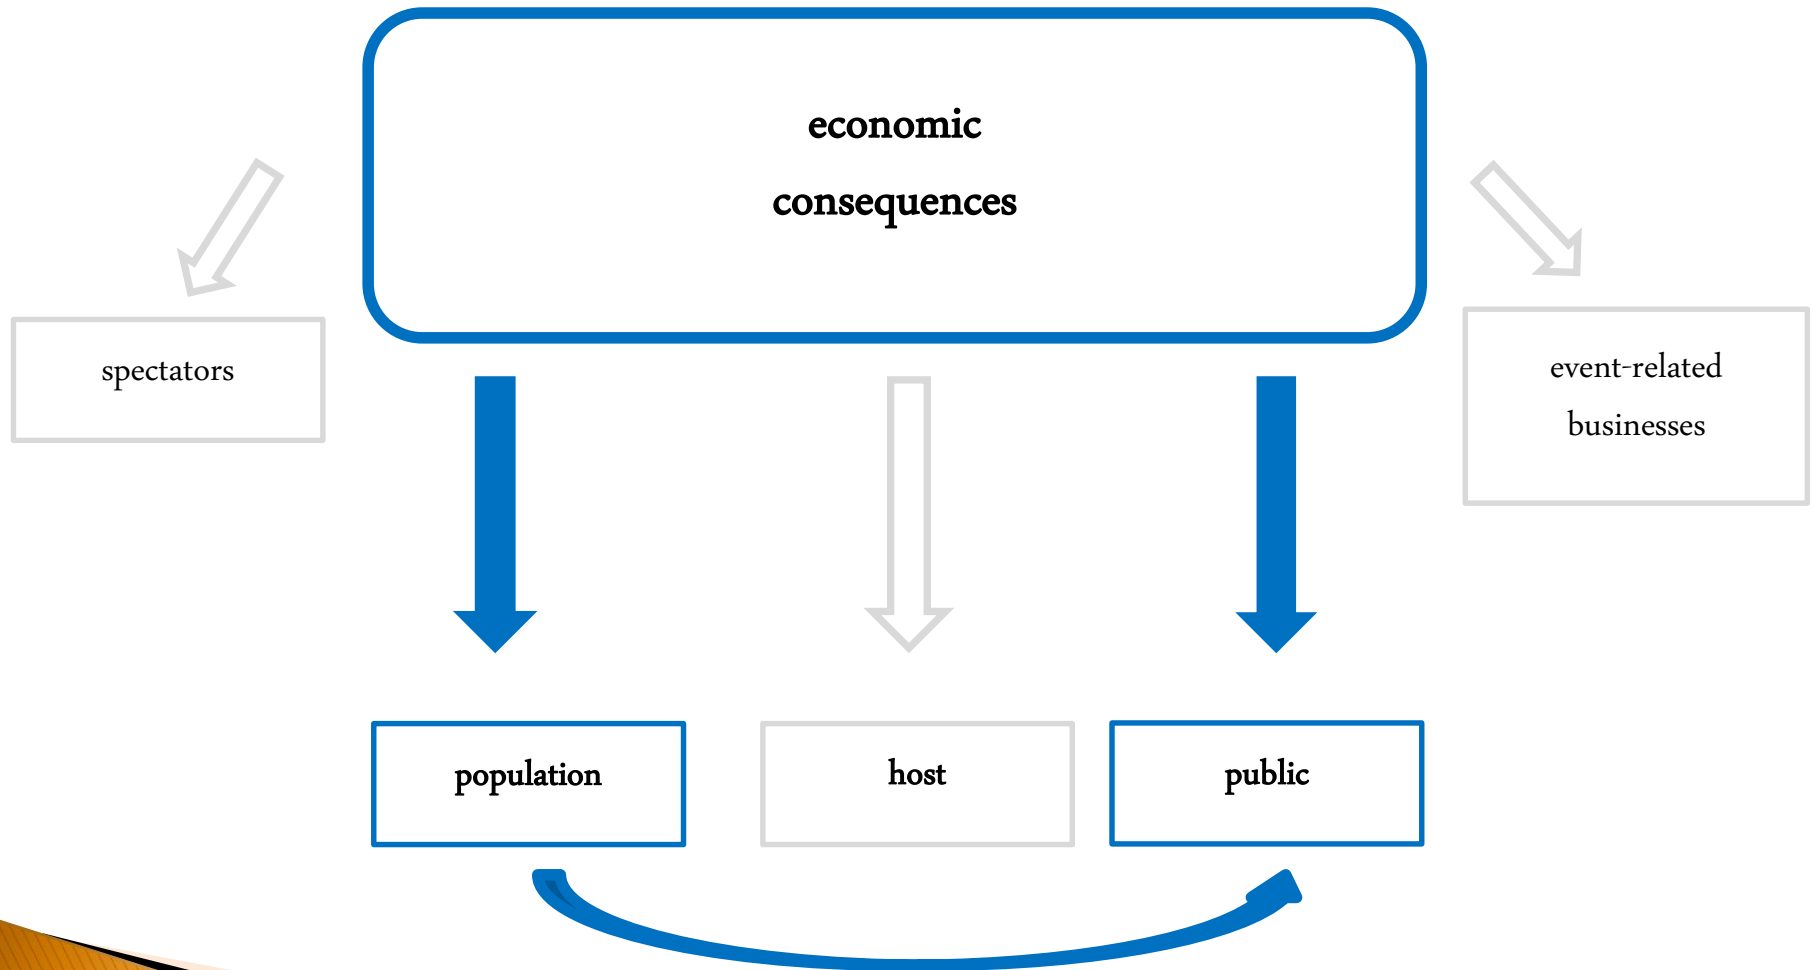 economic
consequences
spectators
event-related
businesses
population
host
public